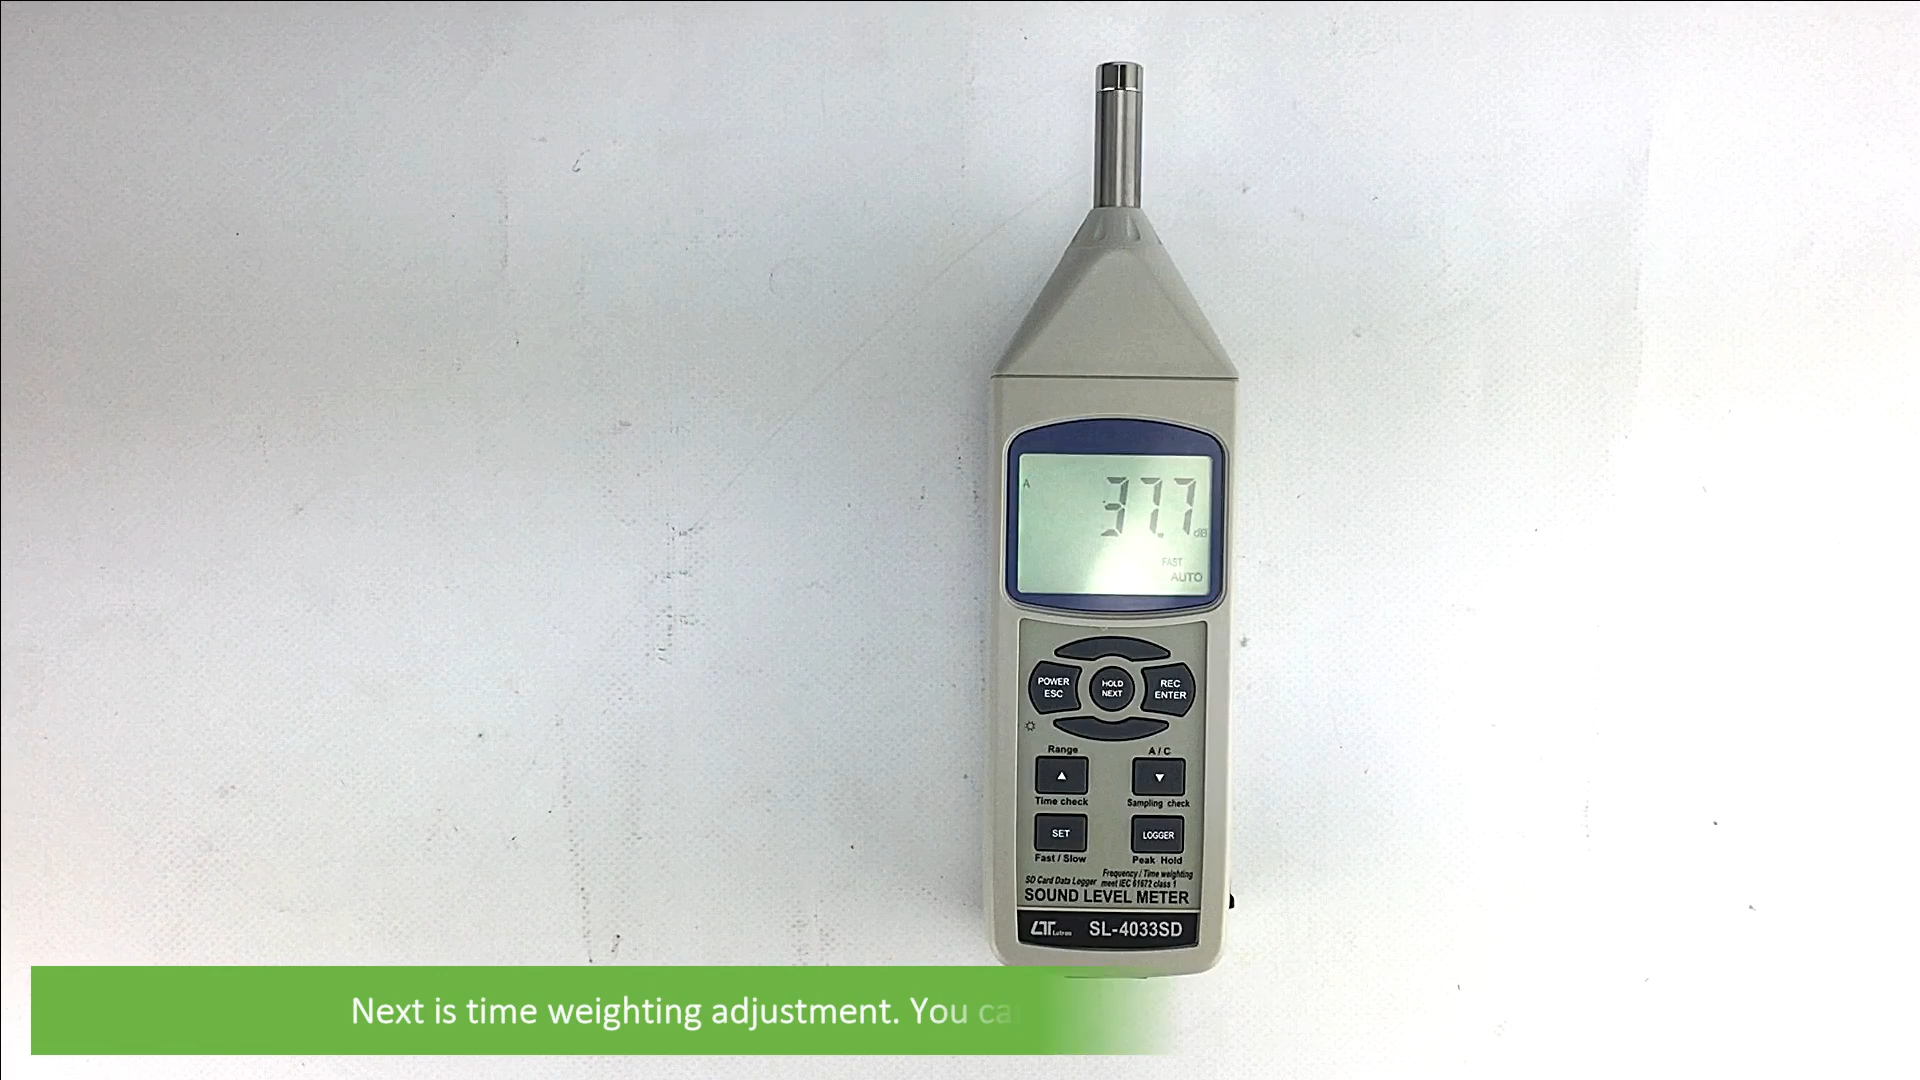 A
37.7
dB
FAST
AUTO
POWER
ESC
HOLD
NEXT
REC
ENTER
Range
A / C
Time check
Sampling check
SET
LOGGER
Fast / Slow
Peak Hold
SD Card Data Logger
Frequency / Time weighting
meet IEC 61672 class 1
SOUND LEVEL METER
Lutron
SL-4033SD
Next is time weighting adjustment. You ca